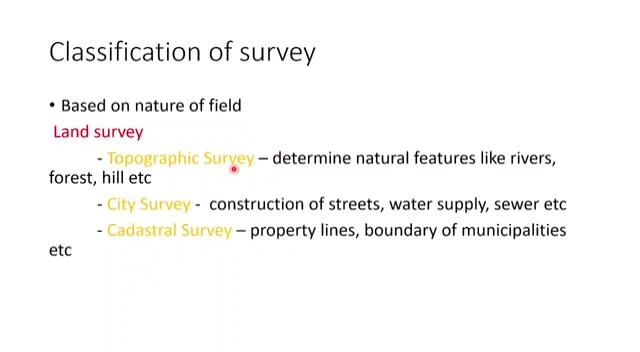 Classification of survey
• Based on nature of field
Land survey
- Topographic Survey – determine natural features like rivers,
forest, hill etc
- City Survey - construction of streets, water supply, sewer etc
- Cadastral Survey – property lines, boundary of municipalities
etc